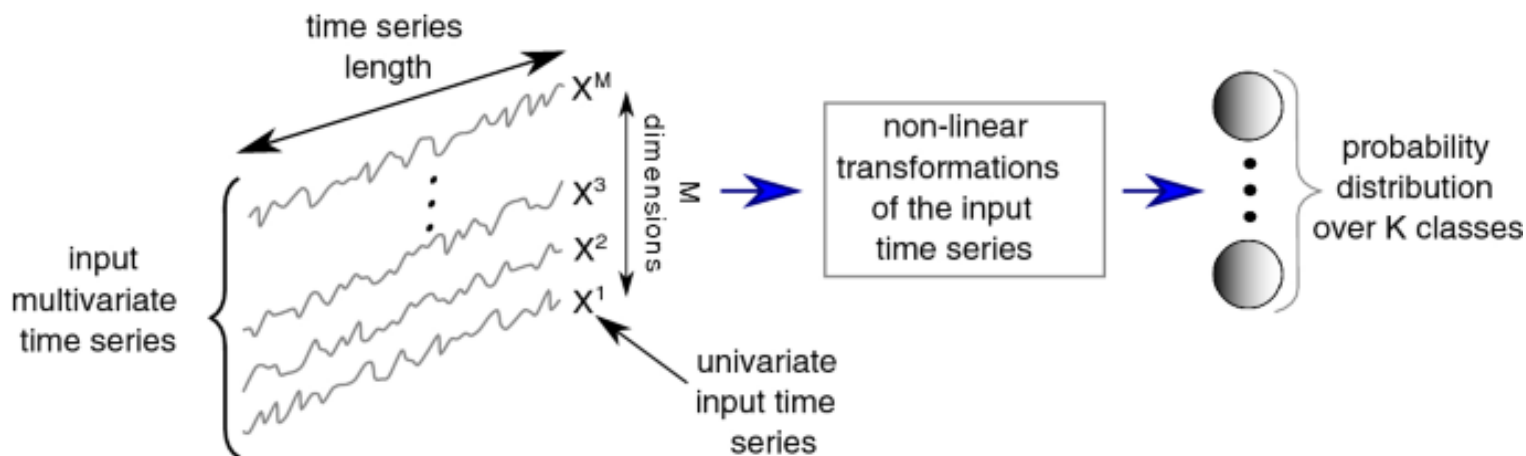 time series
length
X^M
X^3
X^2
X^1
M
dimensions
input
multivariate
time series
univariate
input time
series
non-linear
transformations
of the input
time series
probability
distribution
over K classes